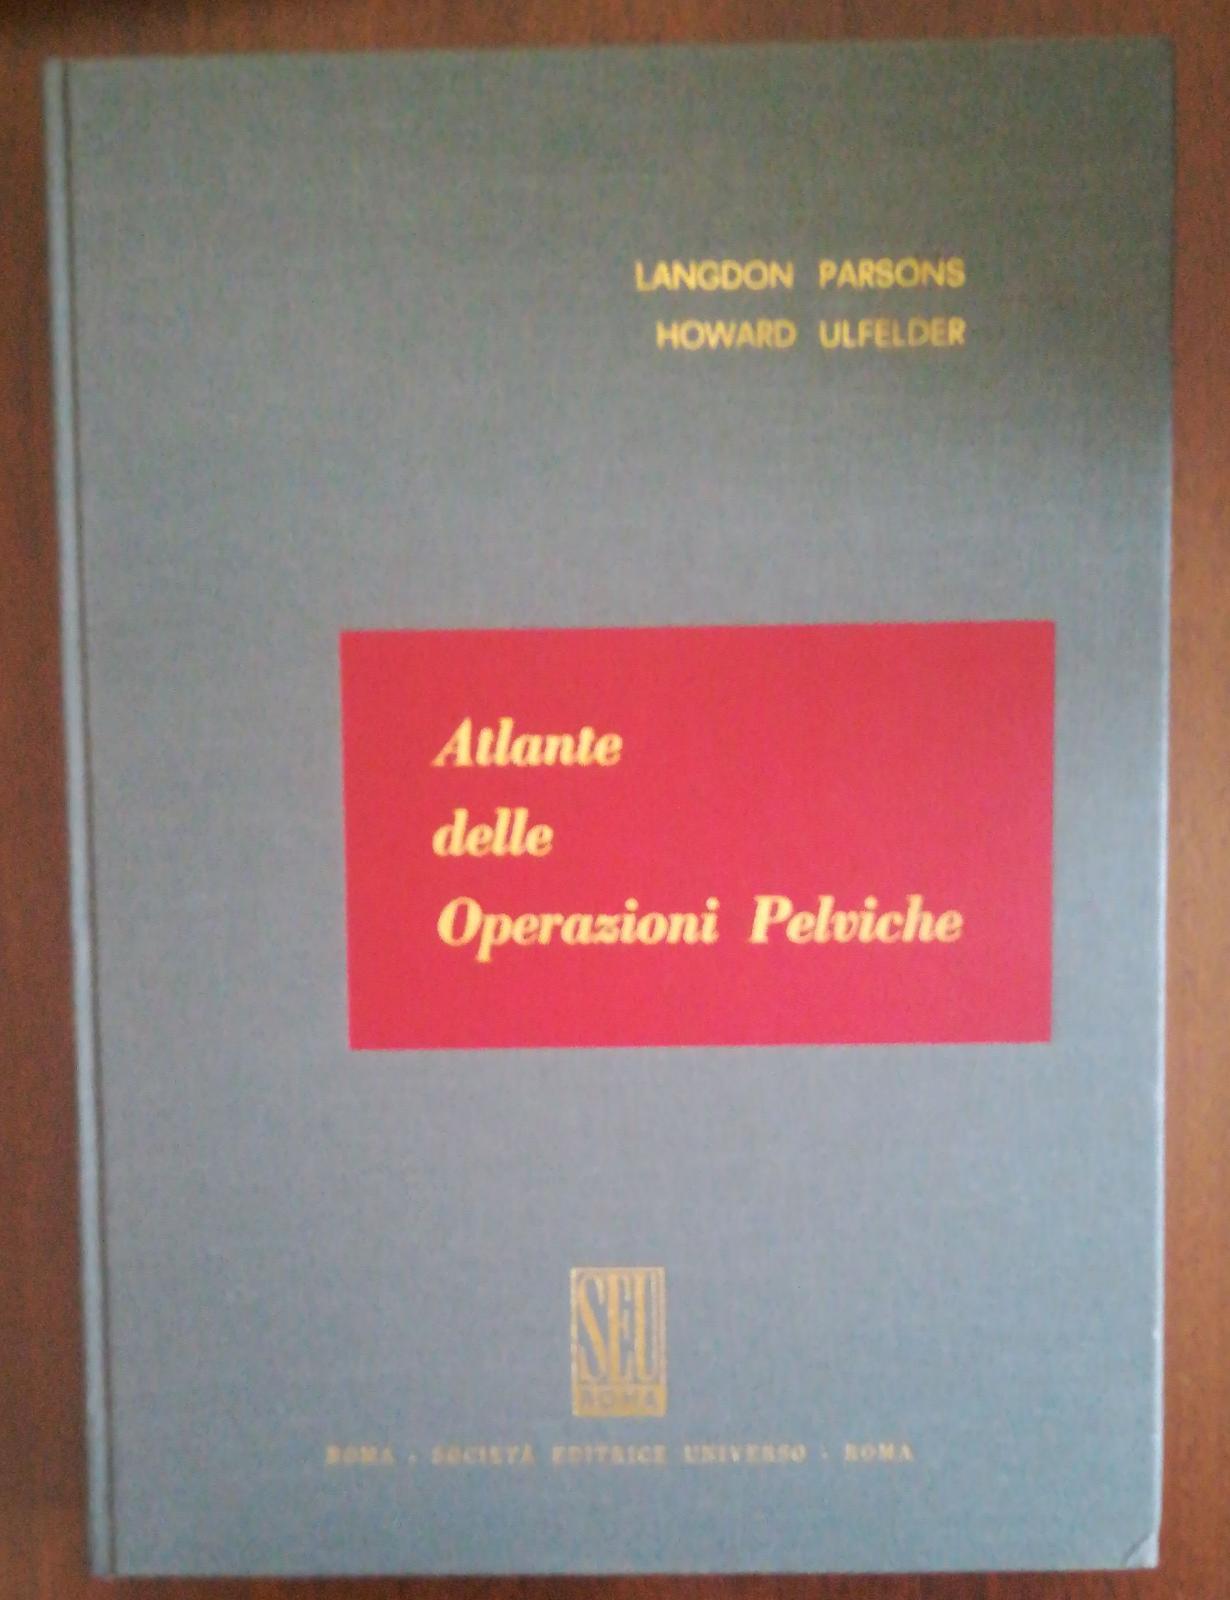 LANGDON PARSONS
HOWARD ULFELDER
Atlante
delle
Operazioni Pelviche
SEU
ROMA
ROMA - SOCIETÀ EDITRICE UNIVERSO - ROMA